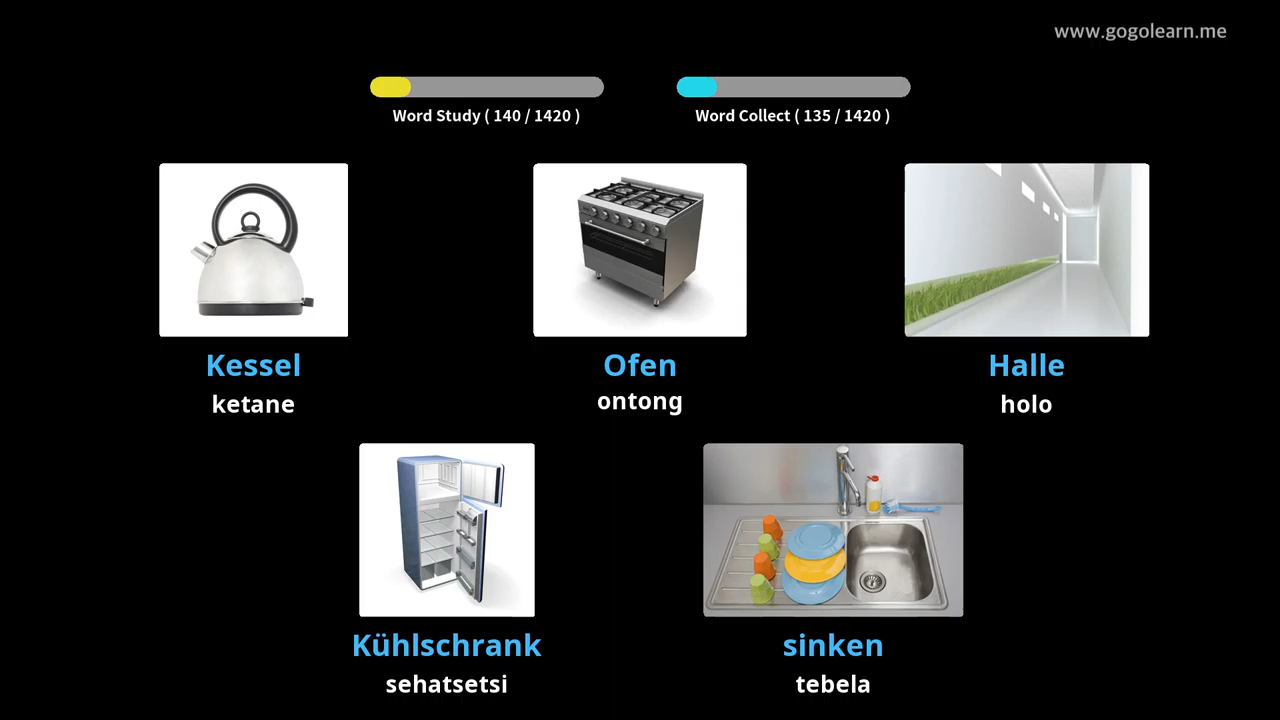 www.gogolearn.me
Word Study ( 140 / 1420 )
Word Collect ( 135 / 1420 )
Kessel
ketane
Ofen
ontong
Halle
holo
Kühlschrank
sehatsetsi
sinken
tebela